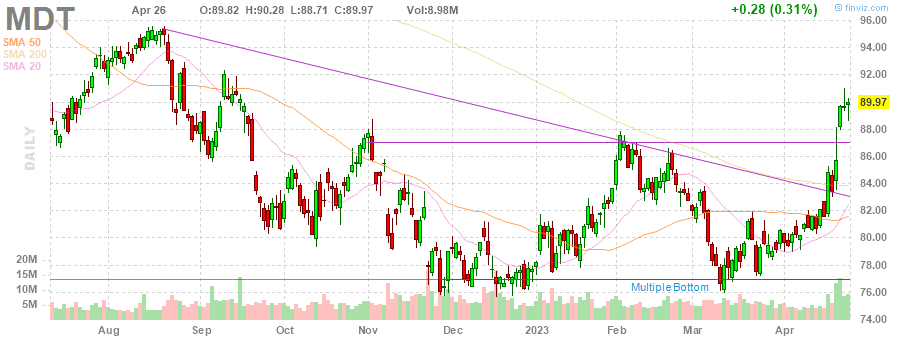 MDT Apr 26 O:89.82 H:90.28 L:88.71 C:89.97 Vol:8.98M +0.28 (0.31%) © finviz.com
SMA 50
SMA 200
SMA 20
DAILY
96.00
94.00
92.00
89.97
88.00
86.00
84.00
82.00
80.00
78.00
76.00
74.00
20M
15M
10M
5M
Multiple Bottom
Aug Sep Oct Nov Dec 2023 Feb Mar Apr